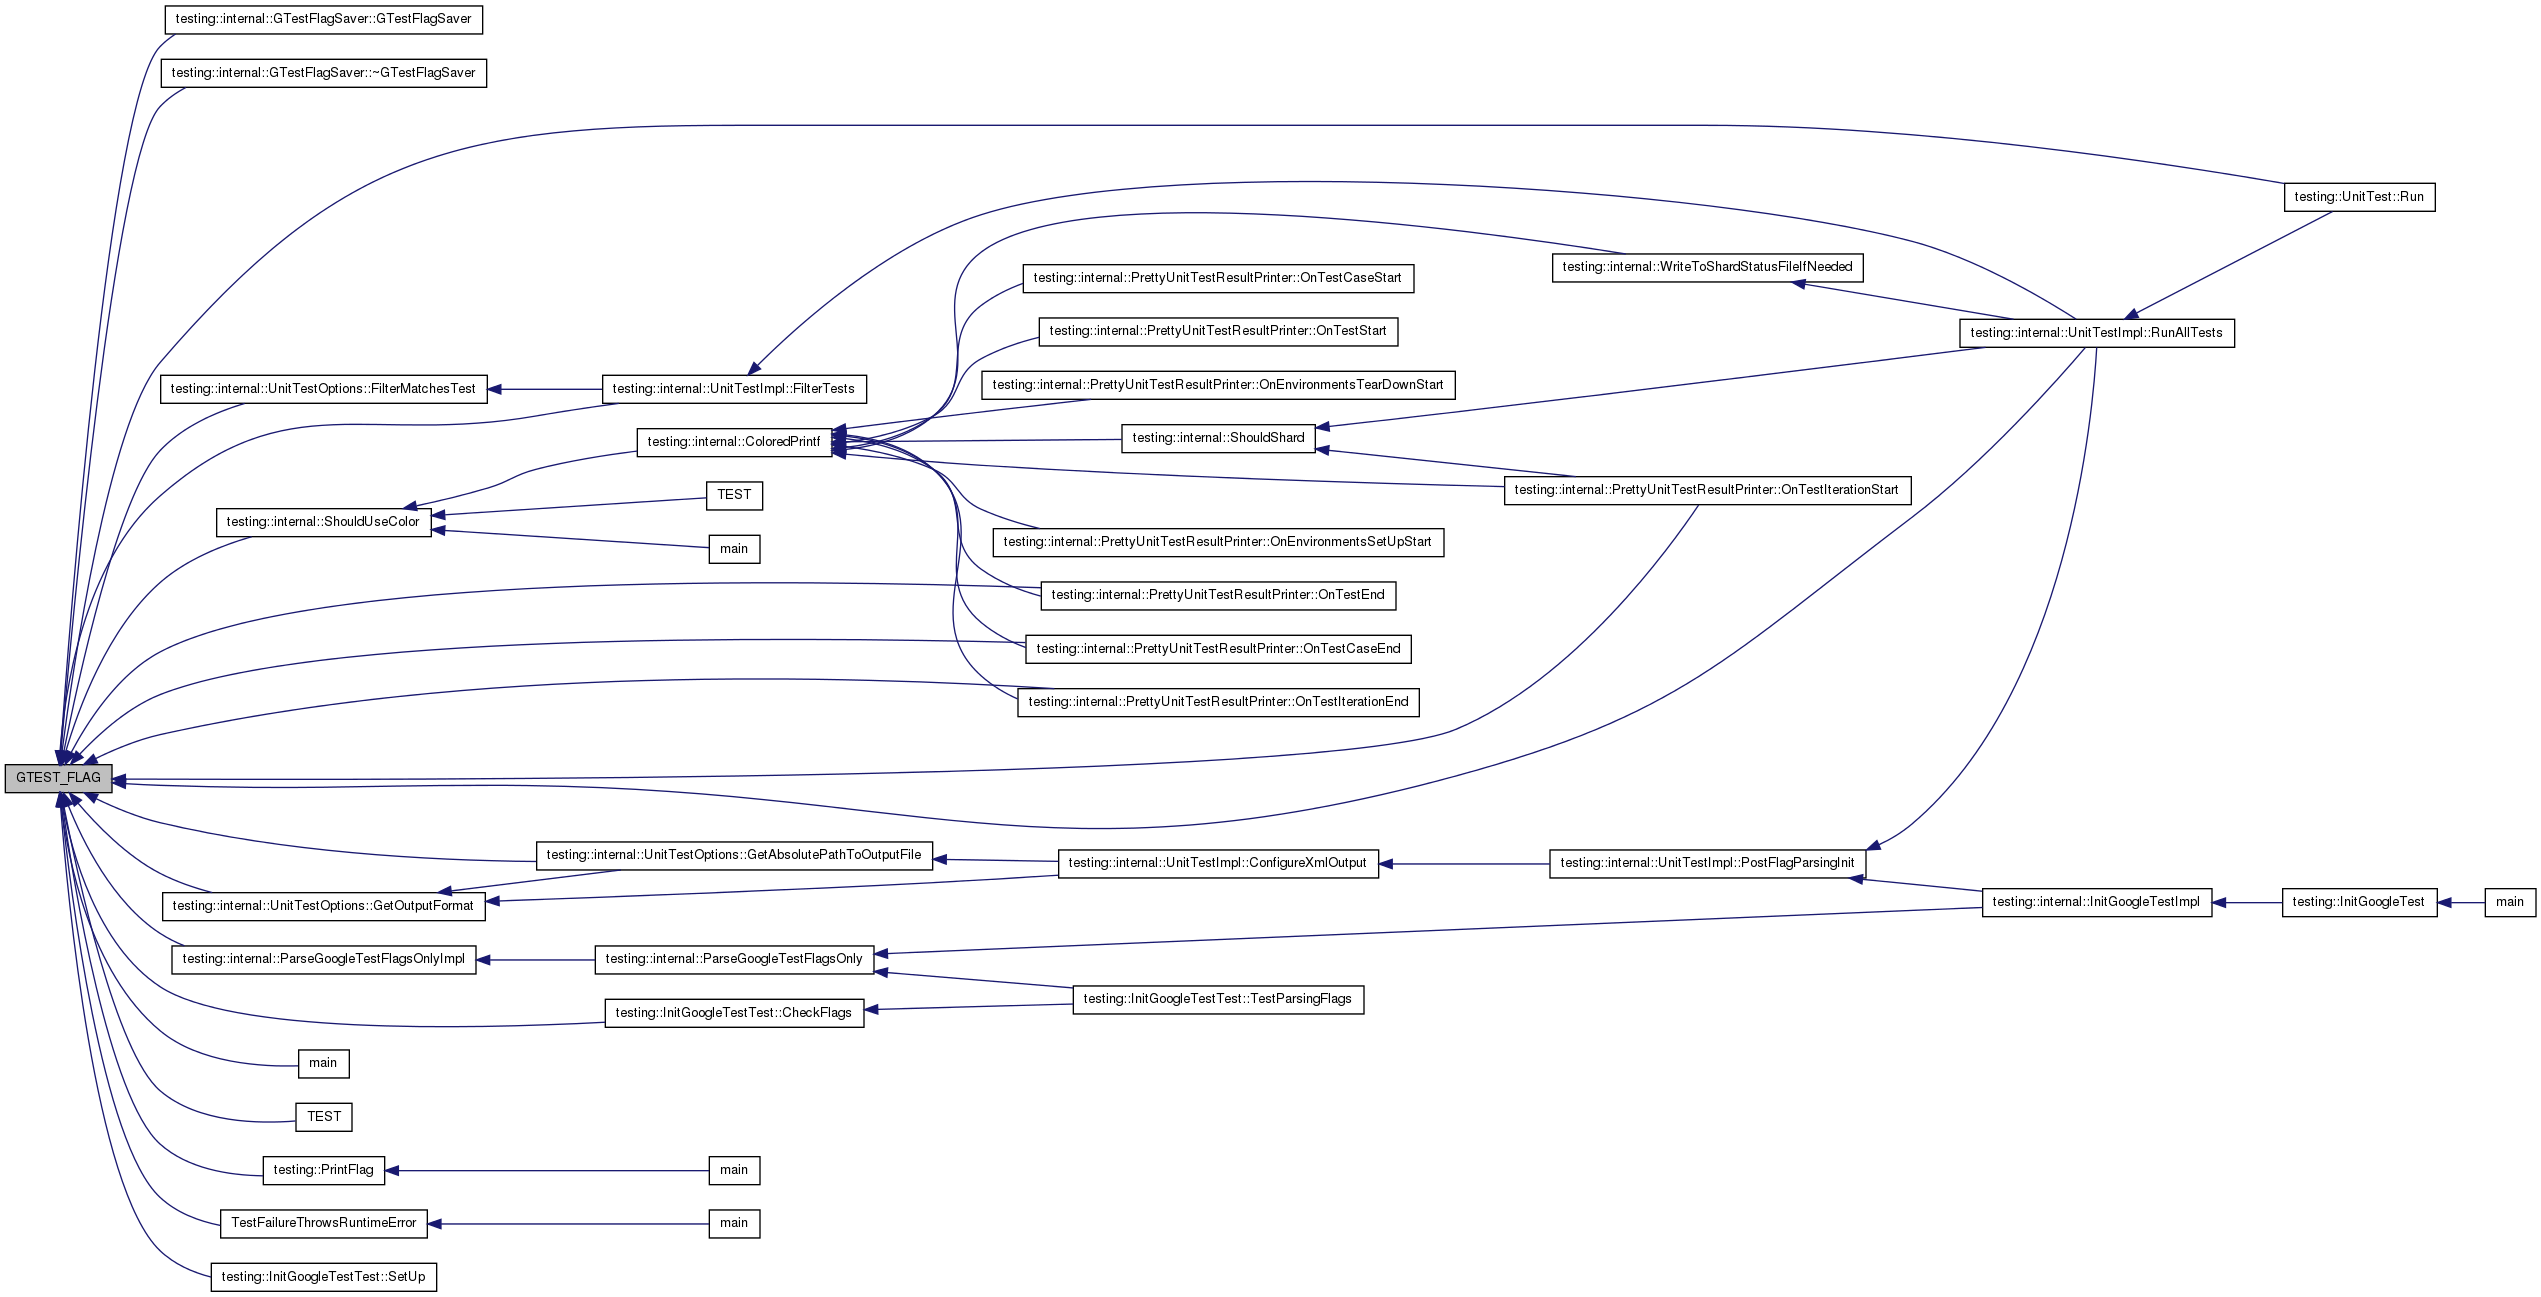 testing::internal::GTestFlagSaver::GTestFlagSaver
testing::internal::GTestFlagSaver::~GTestFlagSaver
testing::UnitTest::Run
testing::internal::WriteToShardStatusFileIfNeeded
testing::internal::PrettyUnitTestResultPrinter::OnTestCaseStart
testing::internal::PrettyUnitTestResultPrinter::OnTestStart
testing::internal::UnitTestImpl::RunAllTests
testing::internal::PrettyUnitTestResultPrinter::OnEnvironmentsTearDownStart
testing::internal::UnitTestOptions::FilterMatchesTest
testing::internal::UnitTestImpl::FilterTests
testing::internal::ColoredPrintf
testing::internal::ShouldShard
testing::internal::PrettyUnitTestResultPrinter::OnTestIterationStart
TEST
testing::internal::ShouldUseColor
main
testing::internal::PrettyUnitTestResultPrinter::OnEnvironmentsSetUpStart
testing::internal::PrettyUnitTestResultPrinter::OnTestEnd
testing::internal::PrettyUnitTestResultPrinter::OnTestCaseEnd
testing::internal::PrettyUnitTestResultPrinter::OnTestIterationEnd
GTEST_FLAG
testing::internal::UnitTestOptions::GetAbsolutePathToOutputFile
testing::internal::UnitTestImpl::ConfigureXmlOutput
testing::internal::UnitTestImpl::PostFlagParsingInit
testing::internal::UnitTestOptions::GetOutputFormat
testing::internal::InitGoogleTestImpl
testing::InitGoogleTest
main
testing::internal::ParseGoogleTestFlagsOnlyImpl
testing::internal::ParseGoogleTestFlagsOnly
testing::InitGoogleTestTest::TestParsingFlags
testing::InitGoogleTestTest::CheckFlags
main
TEST
testing::PrintFlag
main
TestFailureThrowsRuntimeError
main
testing::InitGoogleTestTest::SetUp